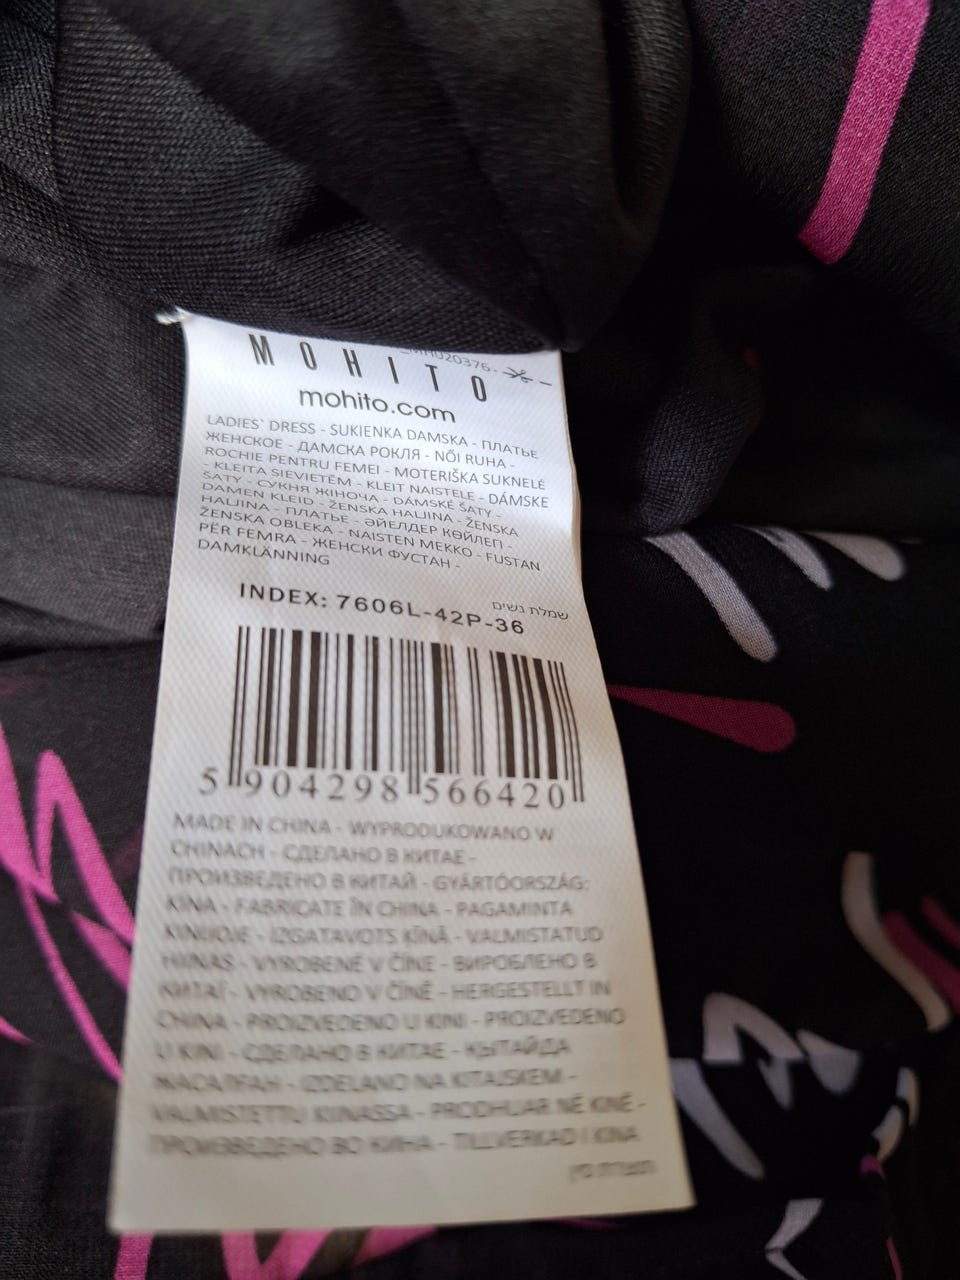 MH020376-
MOHITO
mohito.com
LADIES` DRESS - SUKIENKA DAMSKA - ПЛАТЬЕ
ЖЕНСКОЕ - ДАМСКА РОКЛЯ - NŐI RUHA -
ROCHIE PENTRU FEMEI - MOTERIŠKA SUKNELĖ
- KLEITA SIEVIETĒM - KLEIT NAISTELE - DÁMSKE
ŠATY - СУКНЯ ЖІНОЧА - DÁMSKÉ ŠATY -
DAMEN KLEID - ŽENSKA HALJINA - ŽENSKA
HALJINA - ПЛАТЬЕ - ӘЙЕЛДЕР КӨЙЛЕГІ -
ŽENSKA OBLEKA - NAISTEN MEKKO - FUSTAN
PËR FEMRA - ЖЕНСКИ ФУСТАН -
DAMKLÄNNING
שמלת נשים
INDEX: 7606L-42P-36
5 904298 566420
MADE IN CHINA - WYPRODUKOWANO W
CHINACH - СДЕЛАНО В КИТАЕ -
ПРОИЗВЕДЕНО В КИТАЙ - GYÁRTÓORSZÁG:
KÍNA - FABRICATE ÎN CHINA - PAGAMINTA
KINIJOJE - IZGATAVOTS ĶĪNĀ - VALMISTATUD
HIINAS - VYROBENÉ V ČÍNE - ВИРОБЛЕНО В
КИТАЇ - VYROBENO V ČÍNĚ - HERGESTELLT IN
CHINA - PROIZVEDENO U KINI - PROIZVEDENO
U KINI - СДЕЛАНО В КИТАЕ - ҚЫТАЙДА
ЖАСАЛҒАН - IZDELANO NA KITAJSKEM -
VALMISTETTU KIINASSA - PRODHUAR NË KINË -
ПРОИЗВЕДЕНО ВО КИНА - TILLVERKAD I KINA
תוצרת סין